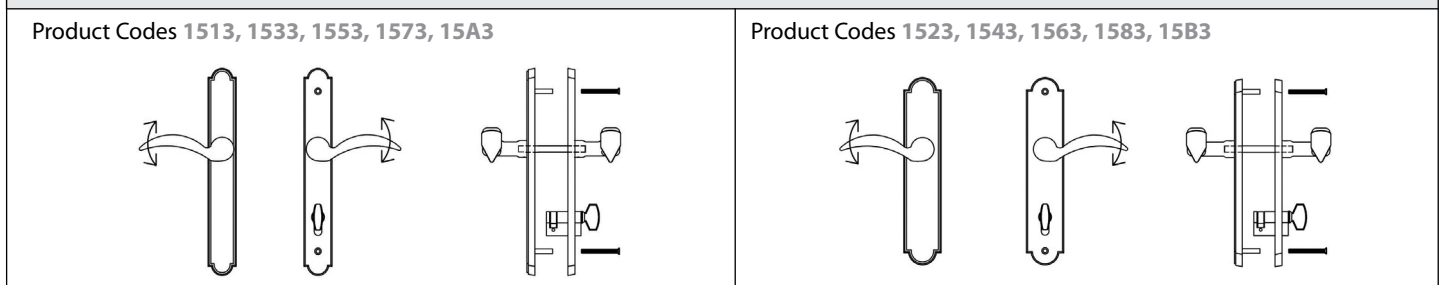 Product Codes 1513, 1533, 1553, 1573, 15A3
Product Codes 1523, 1543, 1563, 1583, 15B3